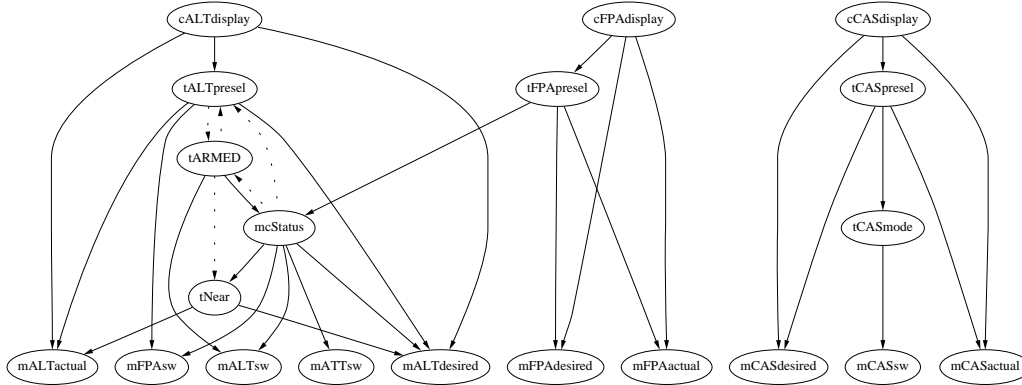 cALTdisplay
cFPAdisplay
cCASdisplay
tALTpresel
tFPApresel
tCASpresel
tARMED
mcStatus
tCASmode
tNear
mALTactual
mFPAsw
mALTsw
mATTsw
mALTdesired
mFPAdesired
mFPAactual
mCASdesired
mCASsw
mCASactual